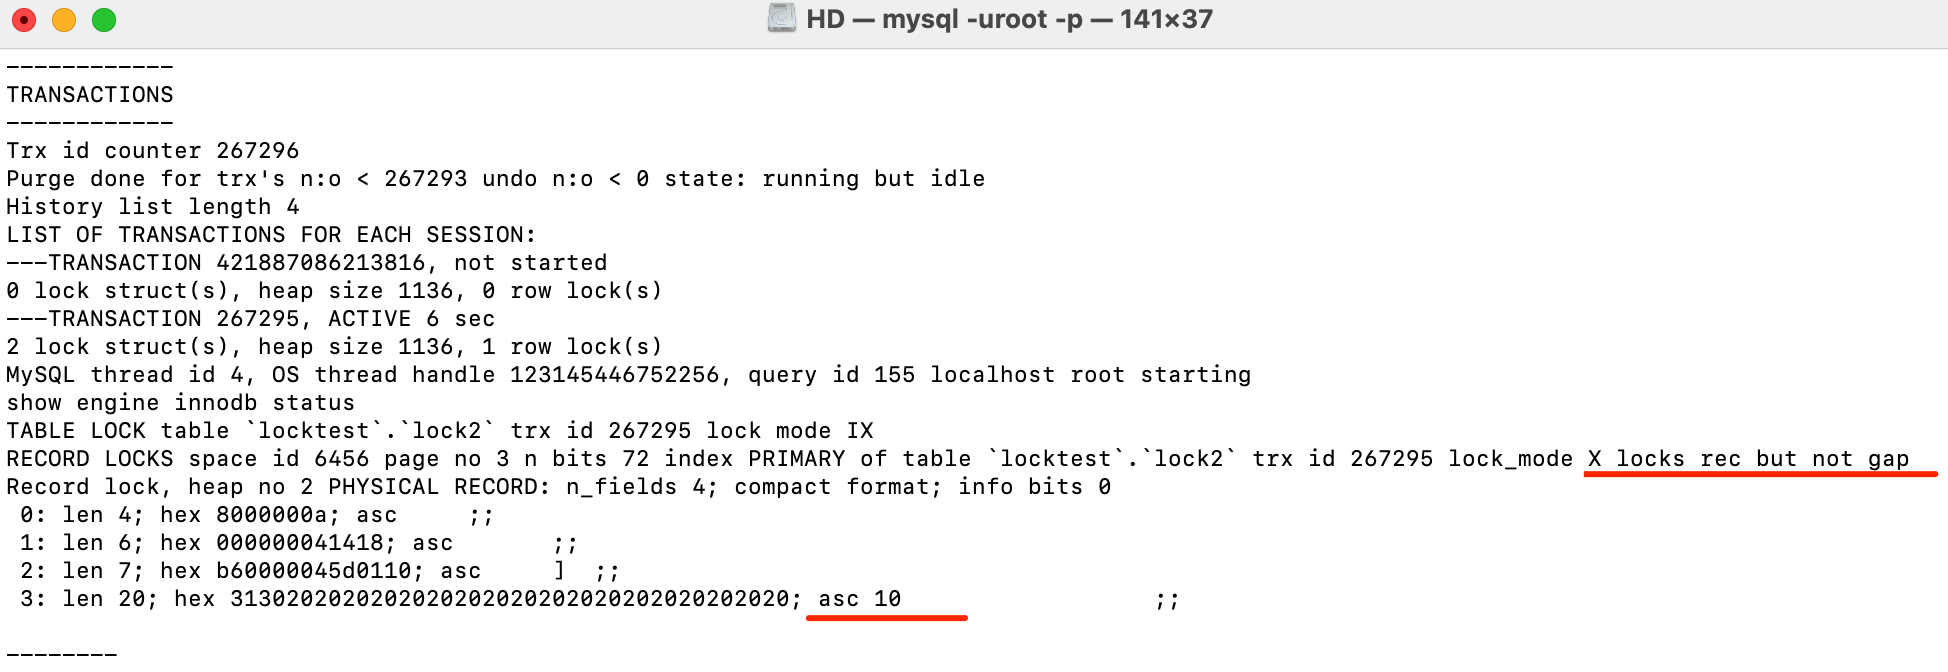 HD — mysql -uroot -p — 141×37
------------
TRANSACTIONS
------------
Trx id counter 267296
Purge done for trx's n:o < 267293 undo n:o < 0 state: running but idle
History list length 4
LIST OF TRANSACTIONS FOR EACH SESSION:
---TRANSACTION 421887086213816, not started
0 lock struct(s), heap size 1136, 0 row lock(s)
---TRANSACTION 267295, ACTIVE 6 sec
2 lock struct(s), heap size 1136, 1 row lock(s)
MySQL thread id 4, OS thread handle 123145446752256, query id 155 localhost root starting
show engine innodb status
TABLE LOCK table `locktest`.`lock2` trx id 267295 lock mode IX
RECORD LOCKS space id 6456 page no 3 n bits 72 index PRIMARY of table `locktest`.`lock2` trx id 267295 lock_mode X locks rec but not gap
Record lock, heap no 2 PHYSICAL RECORD: n_fields 4; compact format; info bits 0
 0: len 4; hex 8000000a; asc     ;;
 1: len 6; hex 000000041418; asc       ;;
 2: len 7; hex b60000045d0110; asc     ]  ;;
 3: len 20; hex 3130202020202020202020202020202020202020; asc 10                  ;;
--------